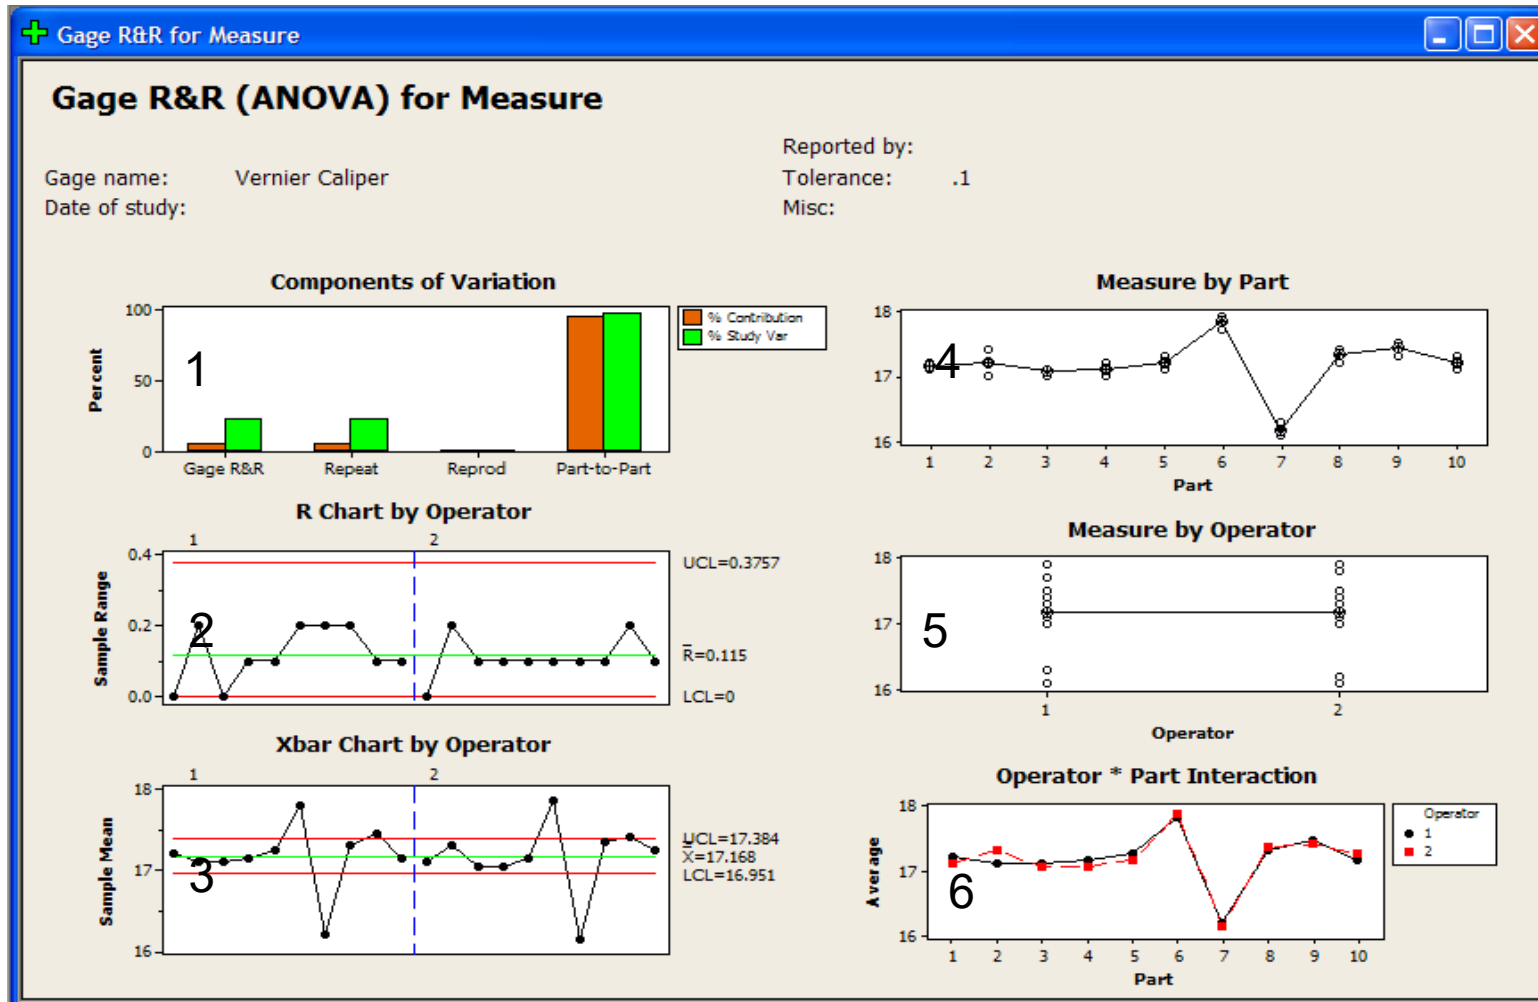 Gage R&R for Measure
Gage R&R (ANOVA) for Measure
Gage name: Vernier Caliper
Date of study:
Reported by:
Tolerance: .1
Misc:
Components of Variation
Percent
100
50
0
1
Gage R&R Repeat Reprod Part-to-Part
% Contribution
% Study Var
R Chart by Operator
1 2
Sample Range
0.4
0.2
0.0
2
UCL=0.3757
R̅=0.115
LCL=0
Xbar Chart by Operator
1 2
Sample Mean
18
17
16
3
UCL=17.384
X̿=17.168
LCL=16.951
Measure by Part
18
17
16
4
1 2 3 4 5 6 7 8 9 10
Part
Measure by Operator
18
17
16
5
1 2
Operator
Operator * Part Interaction
Average
18
17
16
6
1 2 3 4 5 6 7 8 9 10
Part
Operator
1
2